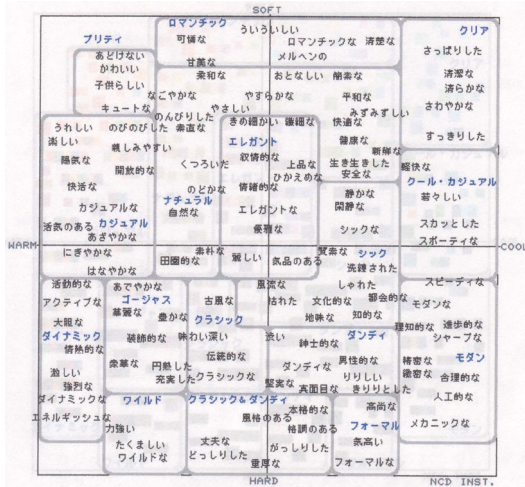 SOFT
ロマンチック
ういういしい
クリア
可憐な
ロマンチックな
清楚な
プリティ
メルヘンの
さっぱりした
あどけない
甘美な
かわいい
柔和な
おとなしい
簡素な
清潔な
子供らしい
清らかな
なごやかな
やすらかな
平和な
キュートな
やさしい
みずみずしい
さわやかな
のんびりした
うれしい
のびのびした
素直な
きめ細かい
繊細な
快適な
楽しい
エレガント
健康な
すっきりした
親しみやすい
叙情的な
新鮮な
陽気な
くつろいだ
上品な
生き生きした
軽快な
開放的な
ひかえめな
安全な
クール・カジュアル
快活な
のどかな
情緒的な
静かな
若々しい
ナチュラル
閑静な
カジュアルな
自然な
エレガントな
スカッとした
活気のある
カジュアル
優雅な
シックな
あざやかな
スポーティな
WARM
COOL
にぎやかな
素朴な
簡素な
シック
田園的な
麗しい
気品のある
洗練された
はなやかな
活動的な
あでやかな
風流な
しゃれた
スピーディな
アクティブな
ゴージャス
古風な
枯れた
文化的な
都会的な
モダンな
華麗な
豊かな
地味な
知的な
大胆な
クラシック
理知的な
進歩的な
ダイナミック
装飾的な
味わい深い
渋い
ダンディ
シャープな
情熱的な
紳士的な
伝統的な
男性的な
精密な
モダン
激しい
豪華な
円熟した
ダンディな
緻密な
合理的な
強烈な
充実した
クラシックな
りりしい
堅実な
真面目な
きりりとした
ダイナミックな
ワイルド
クラシック&ダンディ
人工的な
エネルギッシュな
本格的な
高尚な
風格のある
力強い
格調のある
フォーマル
メカニックな
たくましい
丈夫な
気高い
ワイルドな
どっしりした
がっしりした
重厚な
フォーマルな
HARD
NCD INST.